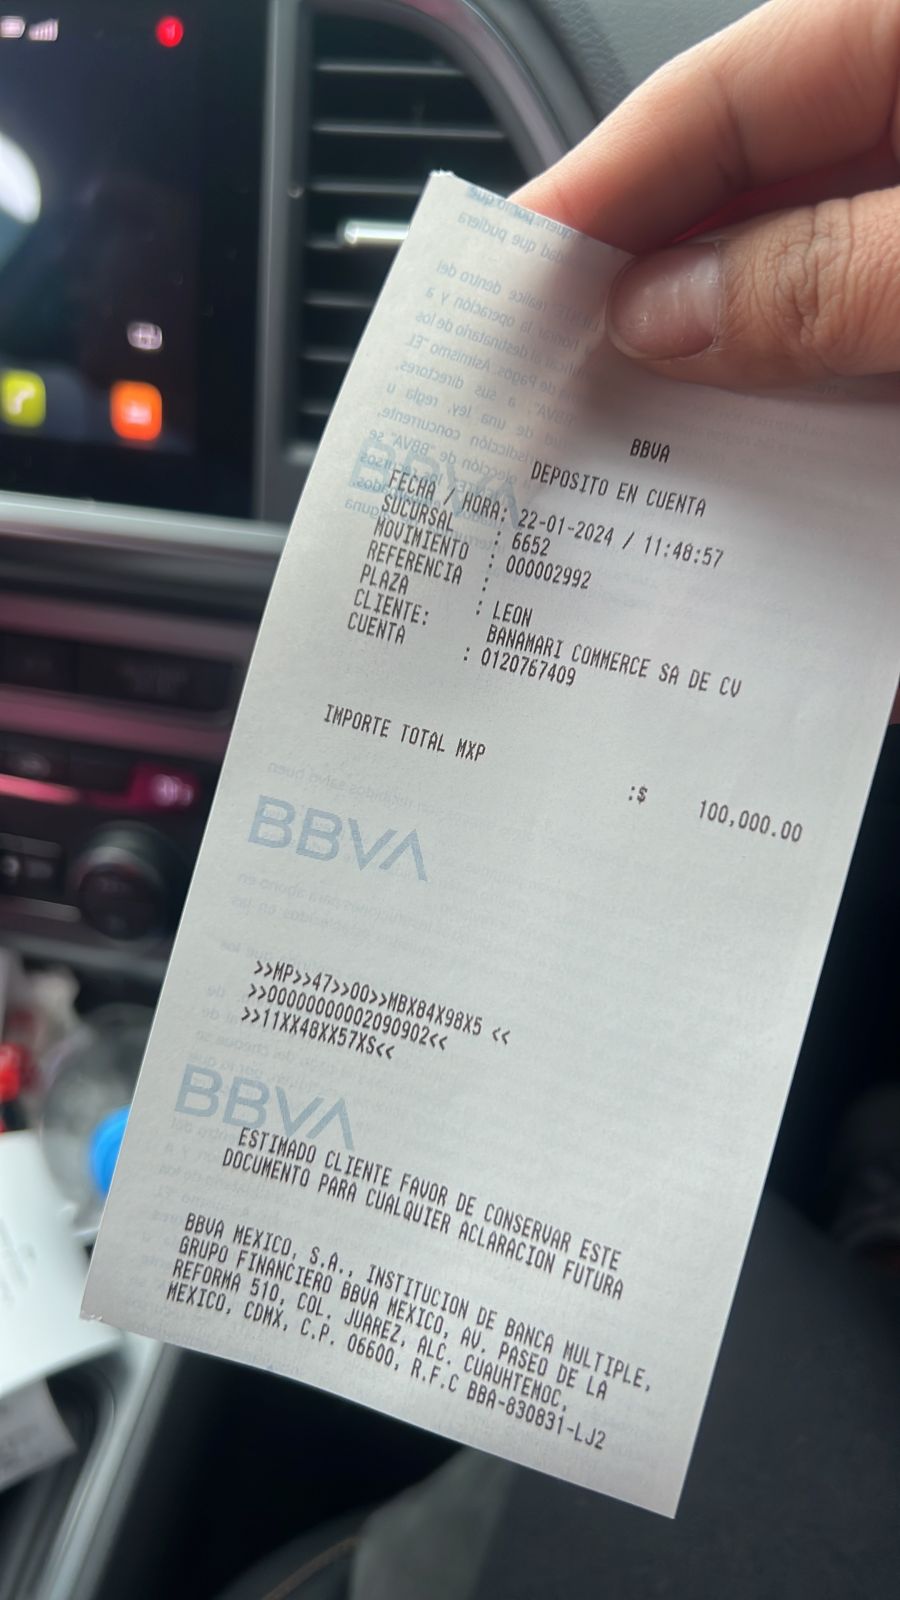 BBVA
DEPOSITO EN CUENTA
FECHA / HORA: 22-01-2024 / 11:48:57
SUCURSAL : 6652
MOVIMIENTO : 000002992
REFERENCIA :
PLAZA : LEON
CLIENTE: BANAMARI COMMERCE SA DE CV
CUENTA : 0120767409
IMPORTE TOTAL MXP :$ 100,000.00
BBVA
>>MP>>47>>00>>MBX84X98X5 <<
>>00000000002090902<<
>>11XX48XX57XS<<
BBVA
ESTIMADO CLIENTE FAVOR DE CONSERVAR ESTE
DOCUMENTO PARA CUALQUIER ACLARACION FUTURA
BBVA MEXICO, S.A., INSTITUCION DE BANCA MULTIPLE,
GRUPO FINANCIERO BBVA MEXICO, AV. PASEO DE LA
REFORMA 510, COL. JUAREZ, ALC. CUAUHTEMOC,
MEXICO, CDMX, C.P. 06600, R.F.C BBA-830831-LJ2